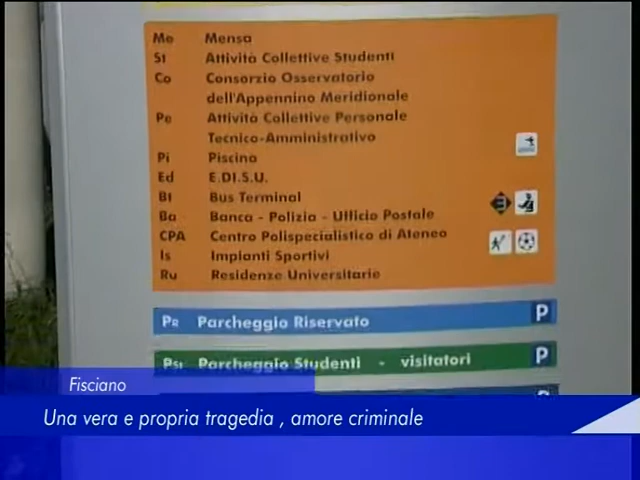 Me Mensa
St Attività Collettive Studenti
Co Consorzio Osservatorio
dell'Appennino Meridionale
Pe Attività Collettive Personale
Tecnico-Amministrativo
Pi Piscina
Ed E.DI.S.U.
Bt Bus Terminal
Ba Banca - Polizia - Ufficio Postale
CPA Centro Polispecialistico di Ateneo
Is Impianti Sportivi
Ru Residenze Universitarie
PR Parcheggio Riservato P
PSt Parcheggio Studenti - visitatori P
Fisciano
Una vera e propria tragedia , amore criminale